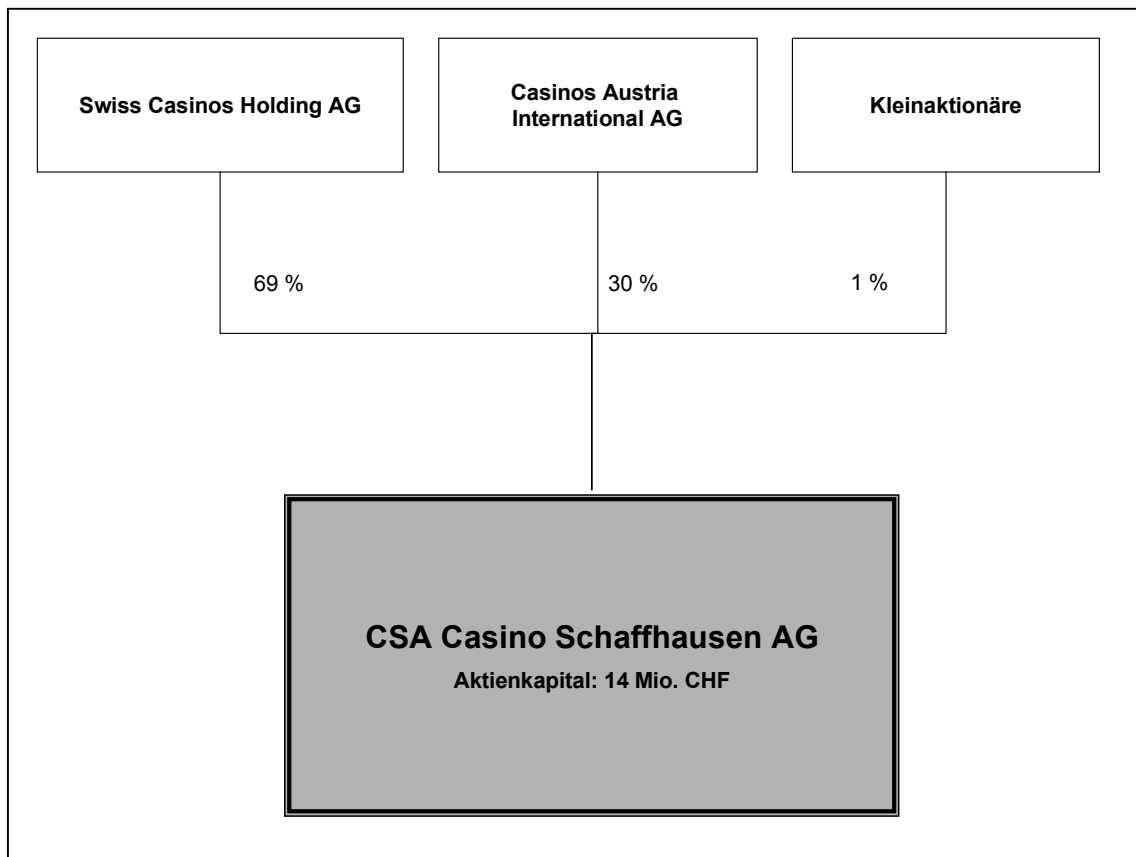 Swiss Casinos Holding AG
Casinos Austria
International AG
Kleinaktionäre
69 %
30 %
1 %
CSA Casino Schaffhausen AG
Aktienkapital: 14 Mio. CHF